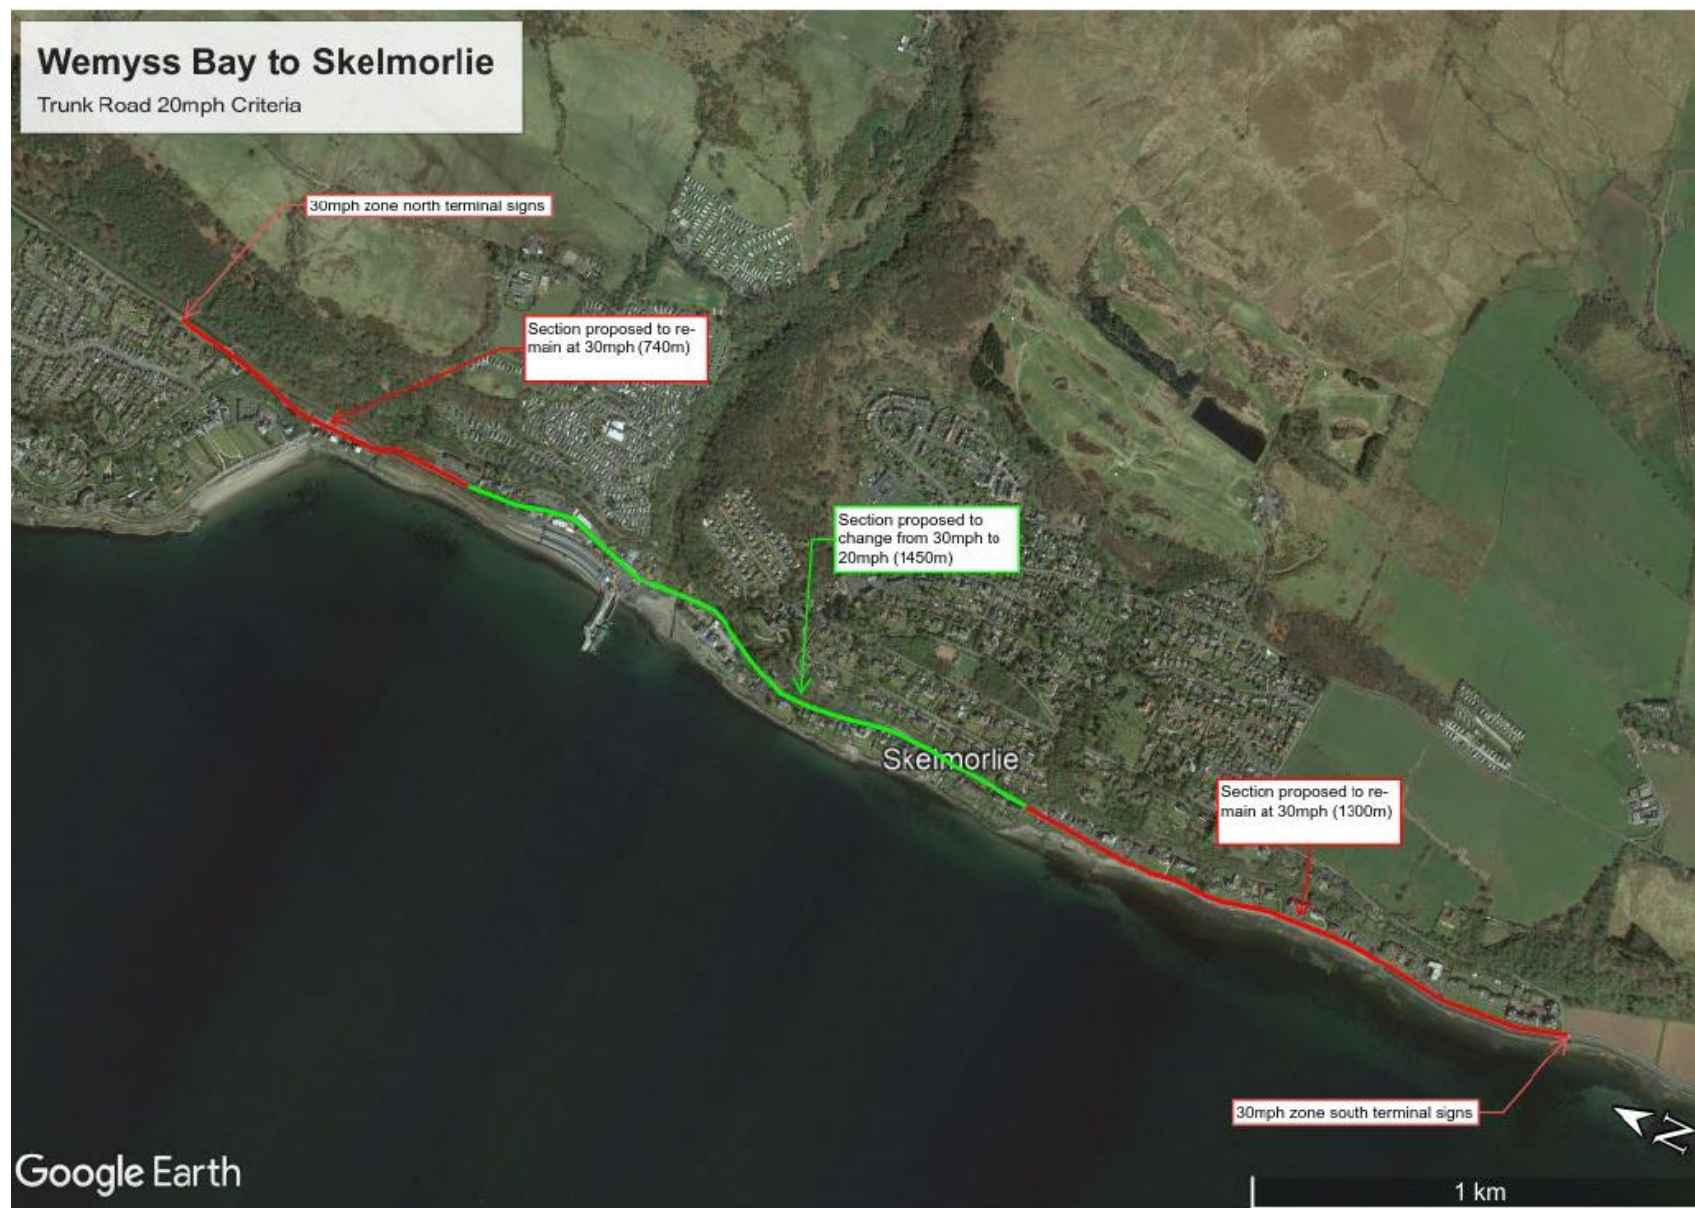 Wemyss Bay to Skelmorlie
Trunk Road 20mph Criteria
30mph zone north terminal signs
Section proposed to re-
main at 30mph (740m)
Section proposed to
change from 30mph to
20mph (1450m)
Skelmorlie
Section proposed to re-
main at 30mph (1300m)
30mph zone south terminal signs
N
Google Earth
1 km